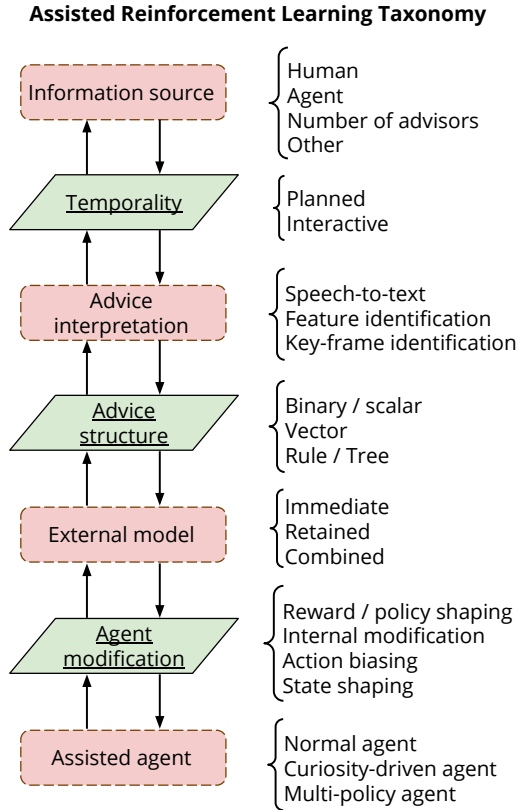 Assisted Reinforcement Learning Taxonomy
Information source
Human
Agent
Number of advisors
Other
Temporality
Planned
Interactive
Advice
interpretation
Speech-to-text
Feature identification
Key-frame identification
Advice
structure
Binary / scalar
Vector
Rule / Tree
External model
Immediate
Retained
Combined
Agent
modification
Reward / policy shaping
Internal modification
Action biasing
State shaping
Assisted agent
Normal agent
Curiosity-driven agent
Multi-policy agent